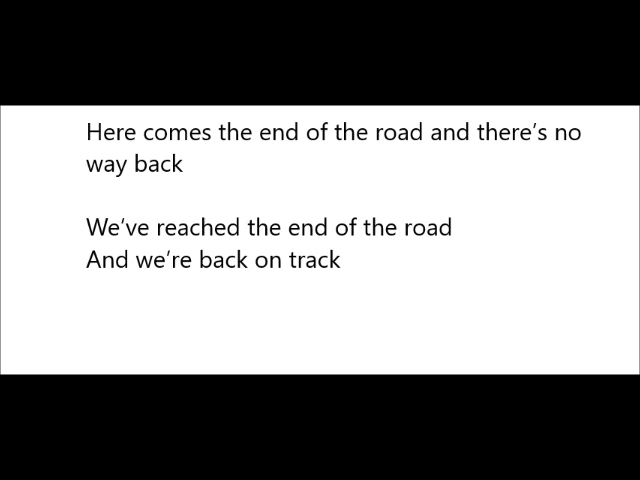 Here comes the end of the road and there's no
way back
We've reached the end of the road
And we're back on track